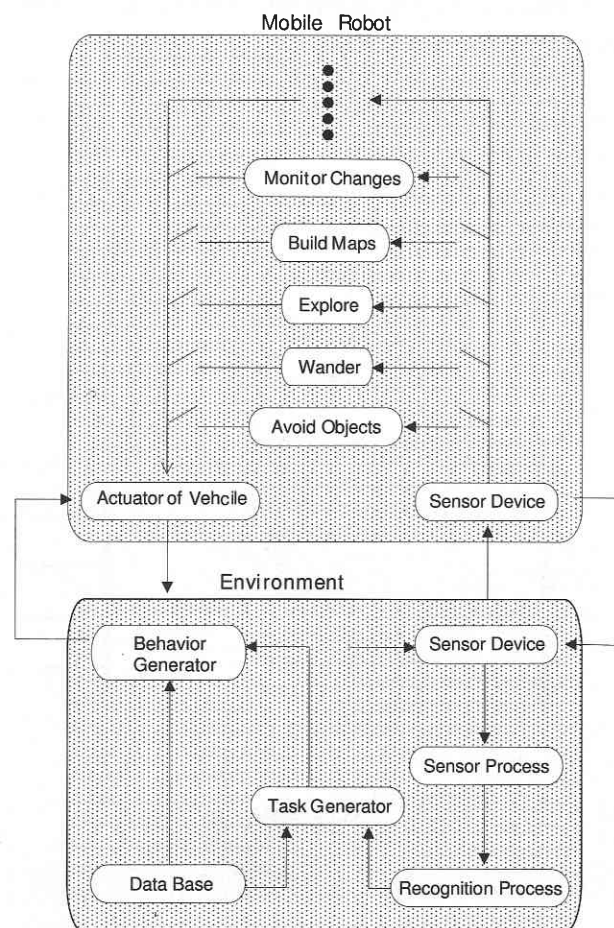 Mobile Robot
Monitor Changes
Build Maps
Explore
Wander
Avoid Objects
Actuator of Vehcile
Sensor Device
Environment
Behavior
Generator
Sensor Device
Sensor Process
Task Generator
Data Base
Recognition Process